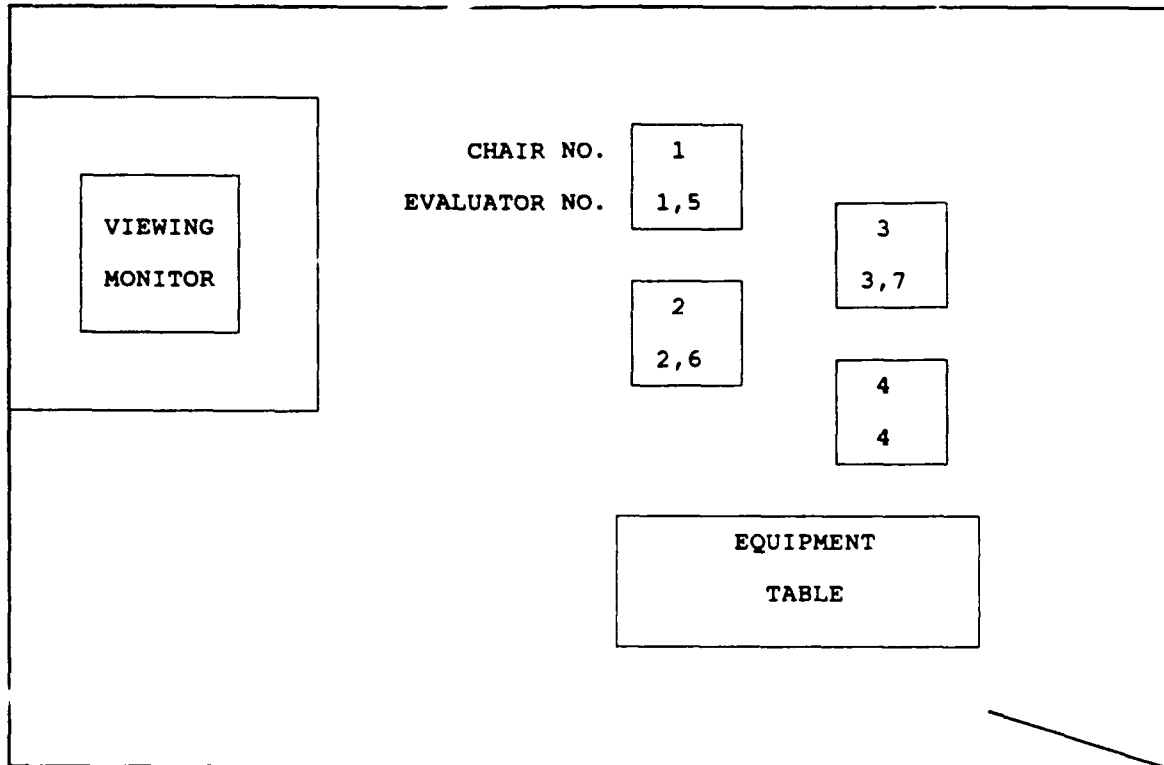 CHAIR NO. 1
EVALUATOR NO. 1,5
VIEWING
MONITOR
3
3,7
2
2,6
4
4
EQUIPMENT
TABLE